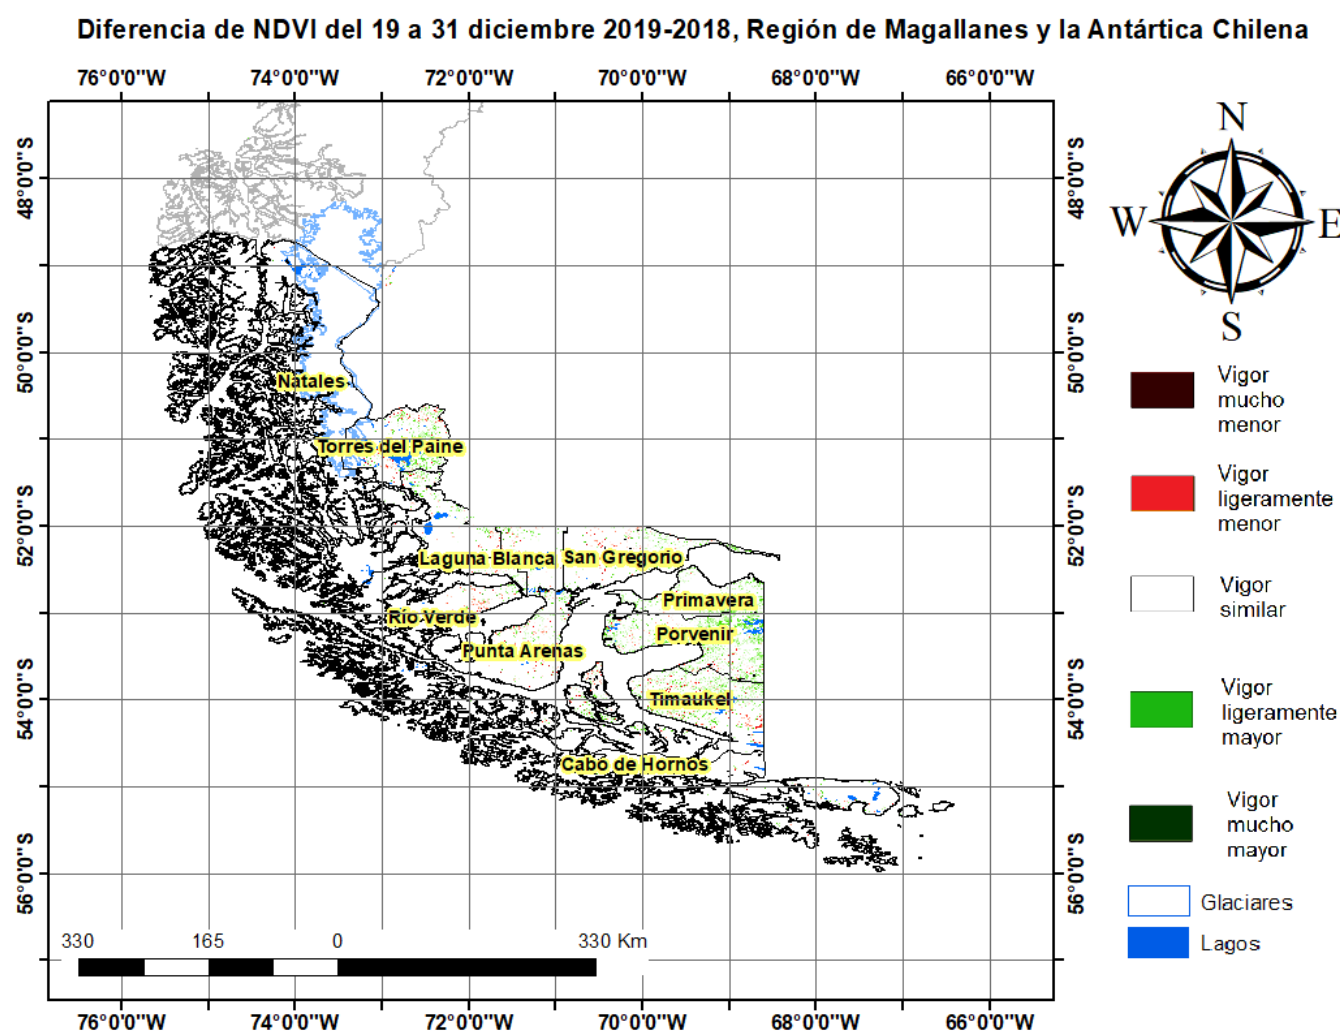 Diferencia de NDVI del 19 a 31 diciembre 2019-2018, Región de Magallanes y la Antártica Chilena
76°0'0"W 74°0'0"W 72°0'0"W 70°0'0"W 68°0'0"W 66°0'0"W
48°0'0"S 48°0'0"S
50°0'0"S 50°0'0"S
52°0'0"S 52°0'0"S
54°0'0"S 54°0'0"S
56°0'0"S 56°0'0"S
Natales
Torres del Paine
Laguna Blanca San Gregorio
Primavera
Río Verde
Porvenir
Punta Arenas
Timaukel
Cabo de Hornos
330 165 0 330 Km
76°0'0"W 74°0'0"W 72°0'0"W 70°0'0"W 68°0'0"W 66°0'0"W
N
W E
S
Vigor
mucho
menor
Vigor
ligeramente
menor
Vigor
similar
Vigor
ligeramente
mayor
Vigor
mucho
mayor
Glaciares
Lagos